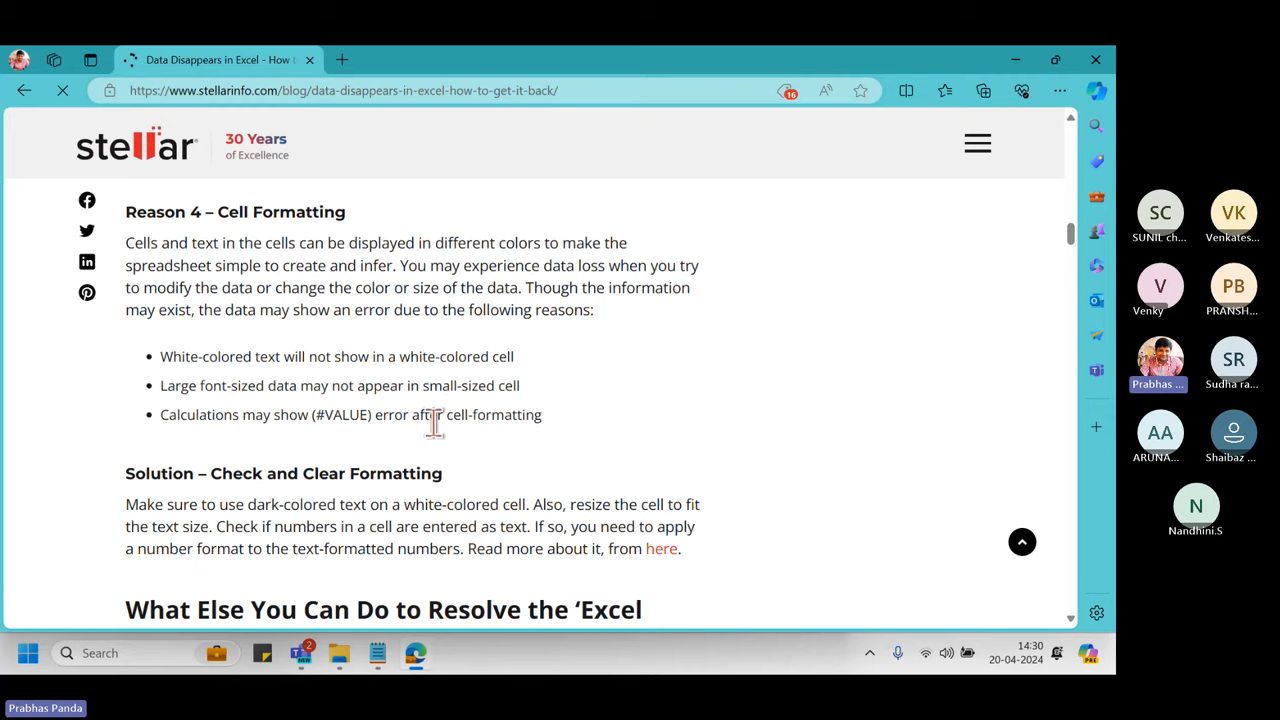 Data Disappears in Excel - How t
https://www.stellarinfo.com/blog/data-disappears-in-excel-how-to-get-it-back/
16
stellar
30 Years
of Excellence
Reason 4 – Cell Formatting
Cells and text in the cells can be displayed in different colors to make the
spreadsheet simple to create and infer. You may experience data loss when you try
to modify the data or change the color or size of the data. Though the information
may exist, the data may show an error due to the following reasons:
• White-colored text will not show in a white-colored cell
• Large font-sized data may not appear in small-sized cell
• Calculations may show (#VALUE) error after cell-formatting
Solution – Check and Clear Formatting
Make sure to use dark-colored text on a white-colored cell. Also, resize the cell to fit
the text size. Check if numbers in a cell are entered as text. If so, you need to apply
a number format to the text-formatted numbers. Read more about it, from here.
What Else You Can Do to Resolve the ‘Excel
Search
2
NEW
14:30
20-04-2024
PRE
SC
SUNIL ch...
VK
Venkates...
V
Venky
PB
PRANSH...
Prabhas ...
SR
Sudha ra...
AA
ARUNA...
Shaibaz ...
N
Nandhini.S
Prabhas Panda